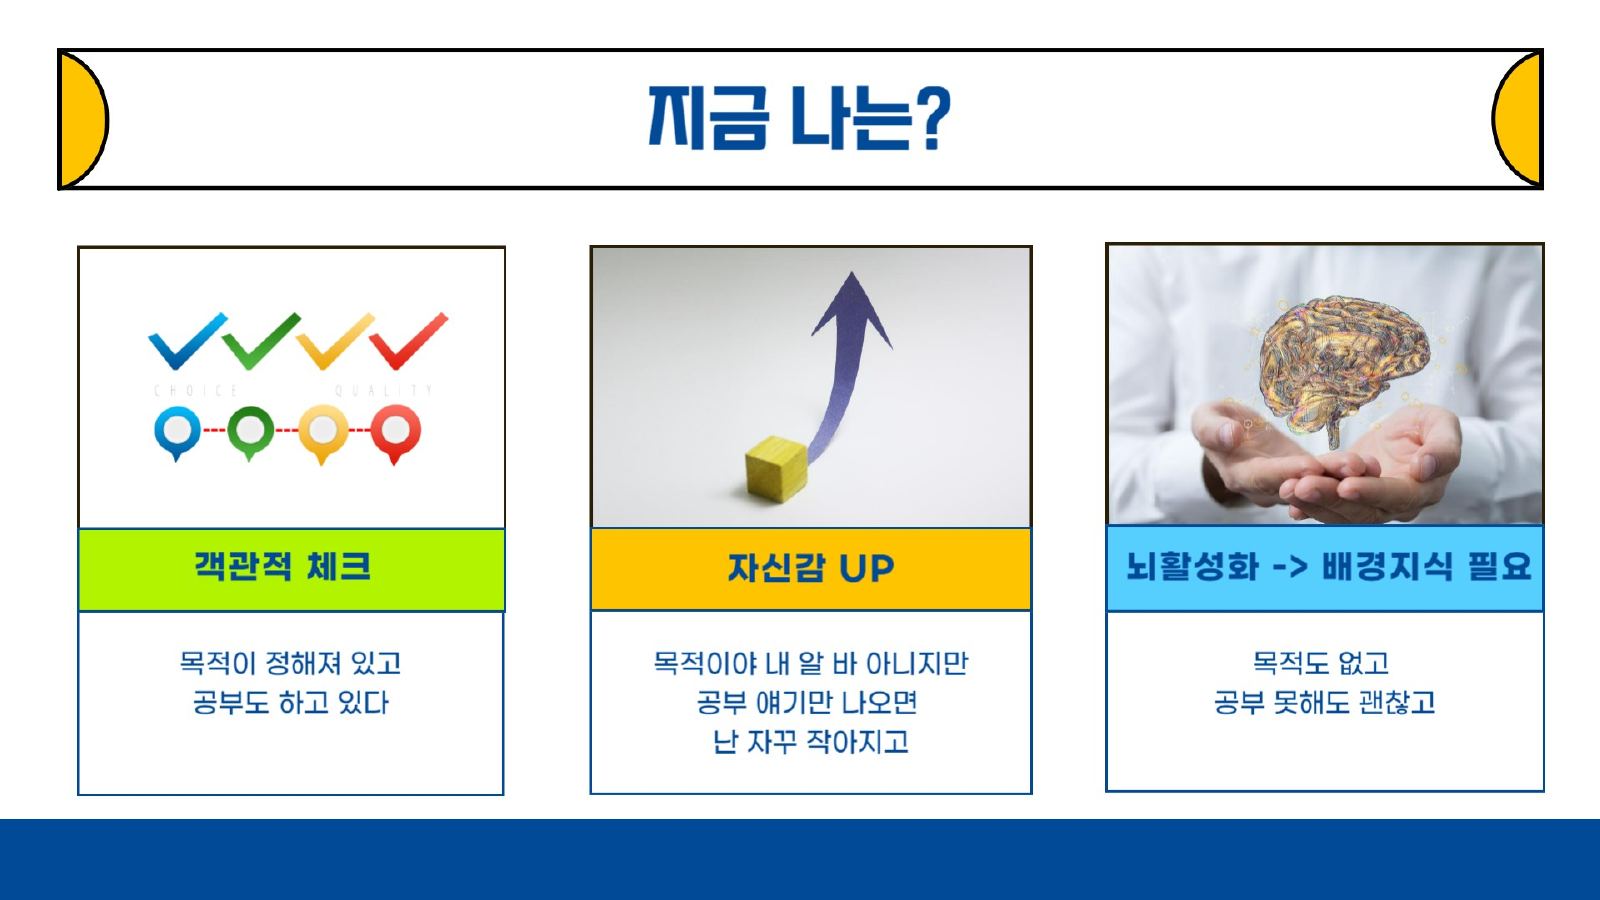 지금 나는?
CHOICE QUALITY
객관적 체크
목적이 정해져 있고
공부도 하고 있다
자신감 UP
목적이야 내 알 바 아니지만
공부 얘기만 나오면
난 자꾸 작아지고
뇌활성화 -> 배경지식 필요
목적도 없고
공부 못해도 괜찮고